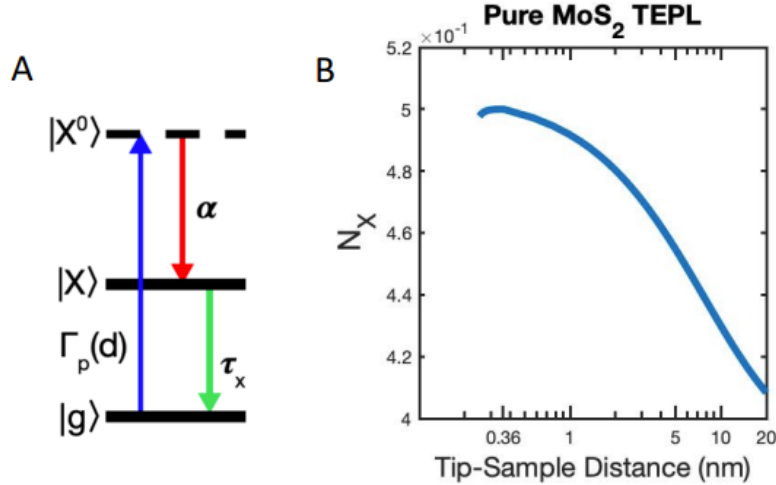 A
|X⁰⟩
α
|X⟩
Γₚ(d)
τₓ
|g⟩
B
Pure MoS₂ TEPL
×10⁻¹
5.2
5
4.8
4.6
4.4
4.2
4
N_X
0.36 1 5 10 20
Tip-Sample Distance (nm)